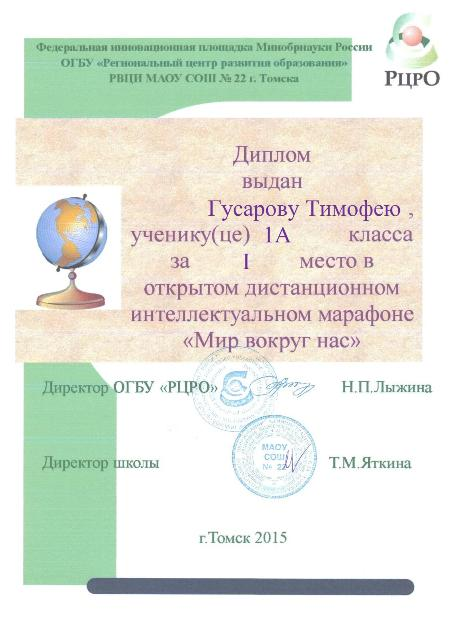 Федеральная инновационная площадка Минобрнауки России
ОГБУ «Региональный центр развития образования»
РВЦИ МАОУ СОШ № 22 г. Томска
РЦРО
Диплом
выдан
Гусарову Тимофею ,
ученику(це) 1А класса
за I место в
открытом дистанционном
интеллектуальном марафоне
«Мир вокруг нас»
Директор ОГБУ «РЦРО» Н.П.Лыжина
МАОУ
СОШ
№ 22
Директор школы Т.М.Яткина
г.Томск 2015